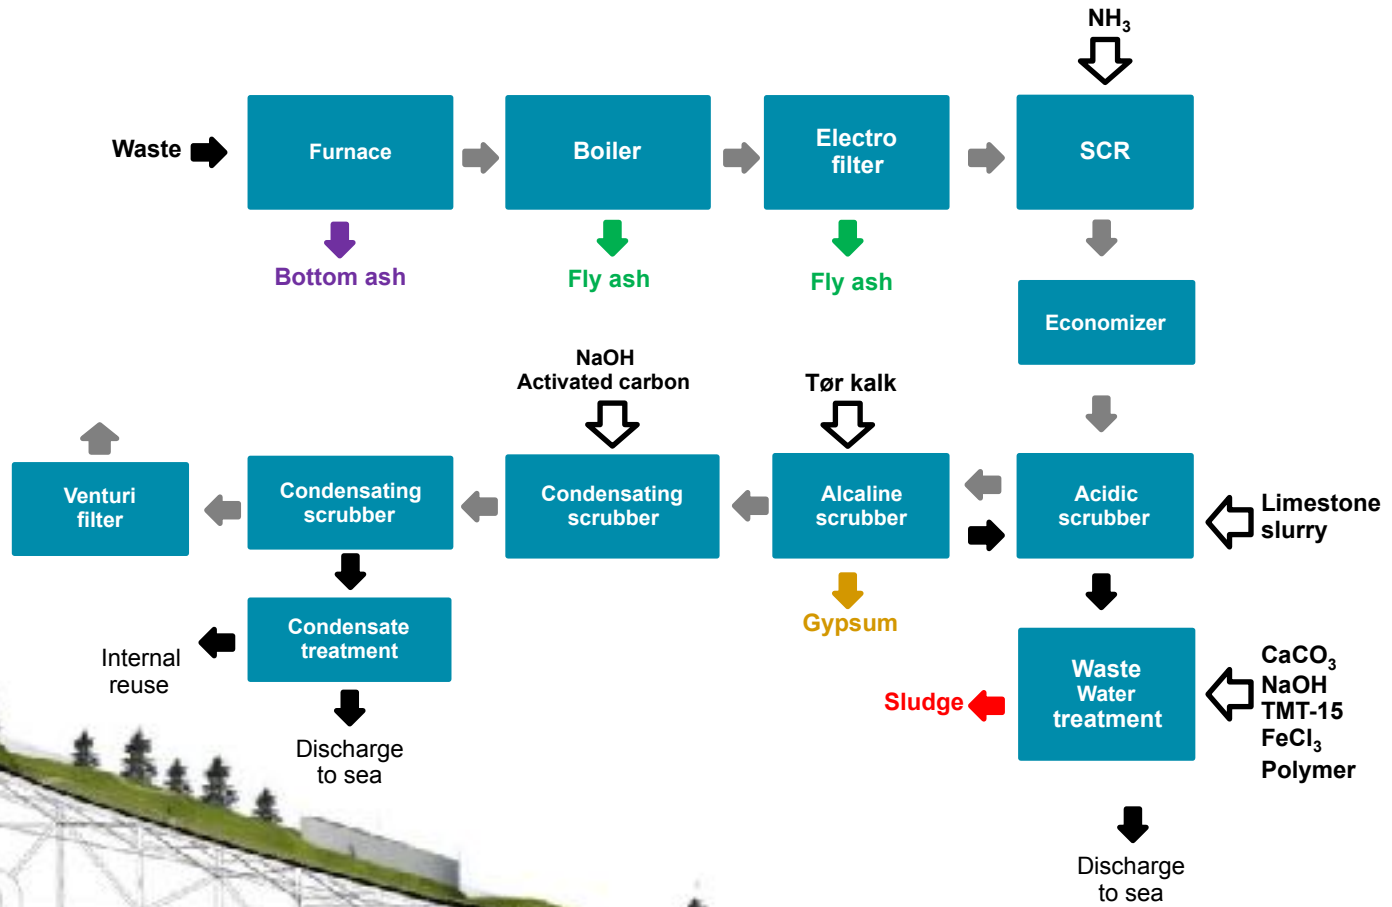 NH₃
Waste
Furnace
Boiler
Electro
filter
SCR
Bottom ash
Fly ash
Fly ash
Economizer
NaOH
Activated carbon
Tør kalk
Venturi
filter
Condensating
scrubber
Condensating
scrubber
Alcaline
scrubber
Acidic
scrubber
Limestone
slurry
Gypsum
Condensate
treatment
Internal
reuse
Discharge
to sea
Sludge
Waste
Water
treatment
CaCO₃
NaOH
TMT-15
FeCl₃
Polymer
Discharge
to sea